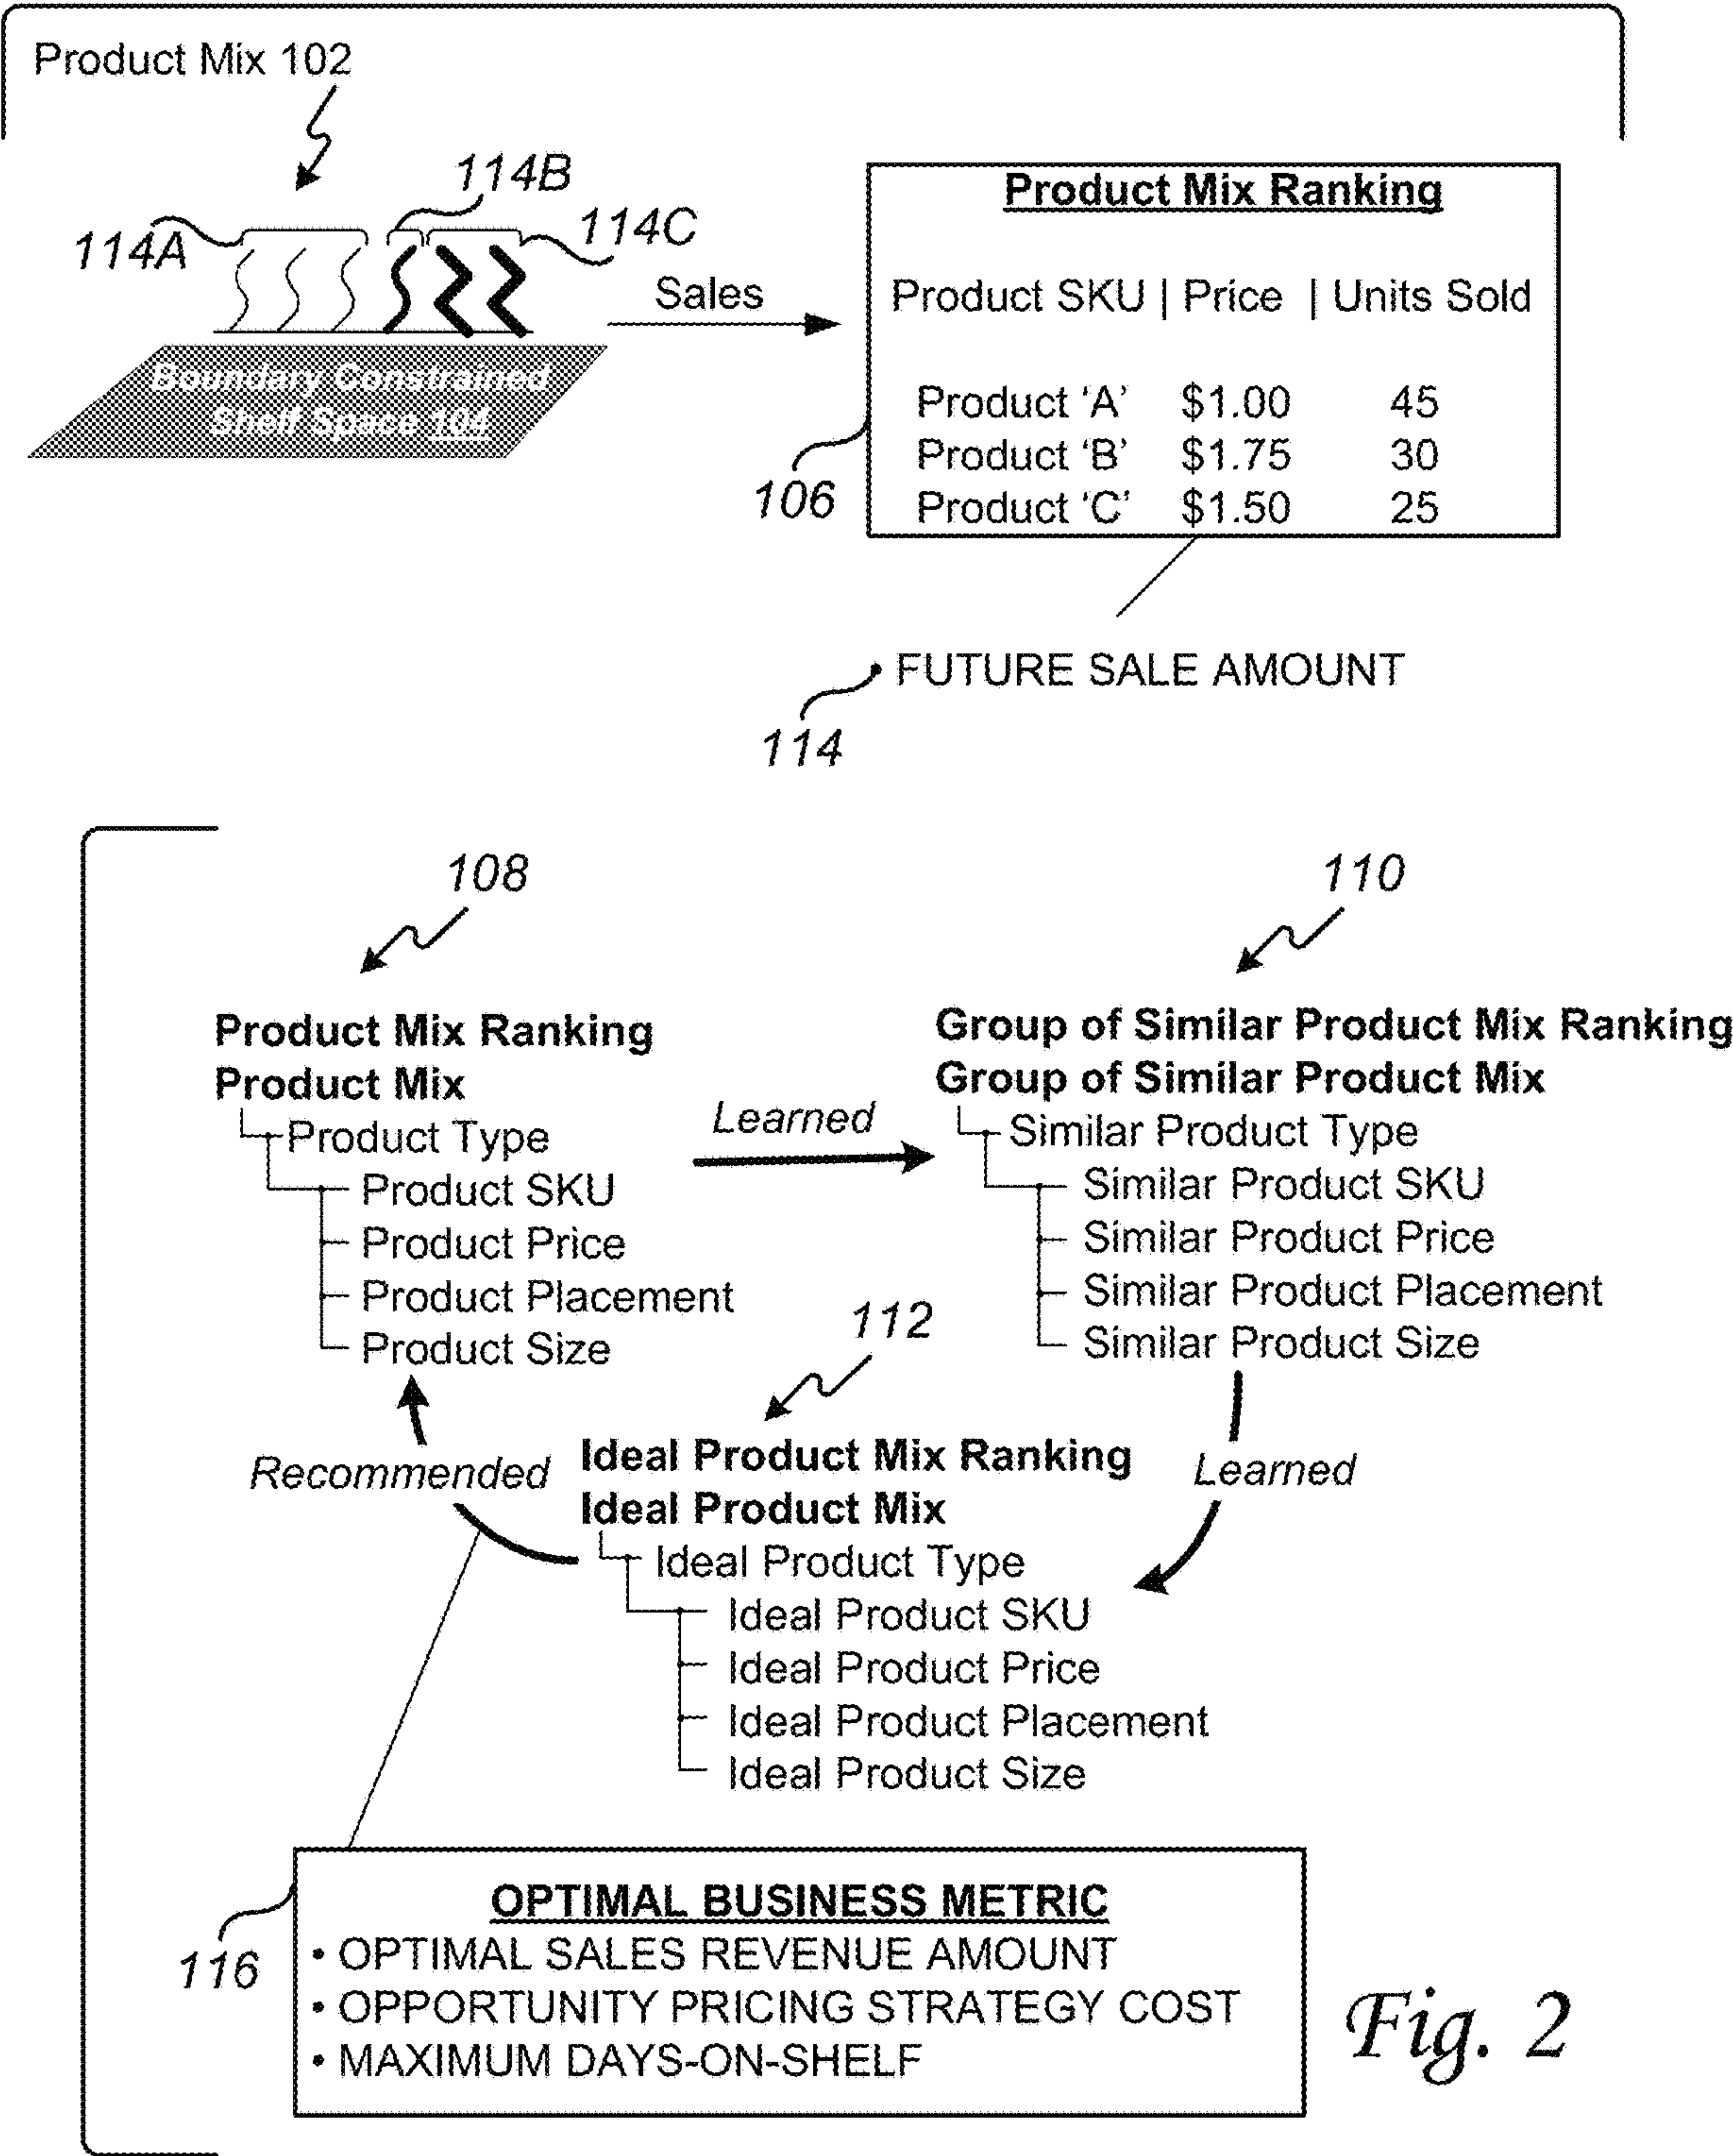 Product Mix 102
114B
114A
114C
Boundary Constrained
Shelf Space 104
Sales
Product Mix Ranking
Product SKU | Price | Units Sold
Product ‘A’ $1.00 45
Product ‘B’ $1.75 30
Product ‘C’ $1.50 25
106
• FUTURE SALE AMOUNT
114
108
Product Mix Ranking
Product Mix
Product Type
Product SKU
Product Price
Product Placement
Product Size
Learned
110
Group of Similar Product Mix Ranking
Group of Similar Product Mix
Similar Product Type
Similar Product SKU
Similar Product Price
Similar Product Placement
Similar Product Size
Learned
112
Ideal Product Mix Ranking
Ideal Product Mix
Ideal Product Type
Ideal Product SKU
Ideal Product Price
Ideal Product Placement
Ideal Product Size
Recommended
116
OPTIMAL BUSINESS METRIC
• OPTIMAL SALES REVENUE AMOUNT
• OPPORTUNITY PRICING STRATEGY COST
• MAXIMUM DAYS-ON-SHELF
Fig. 2